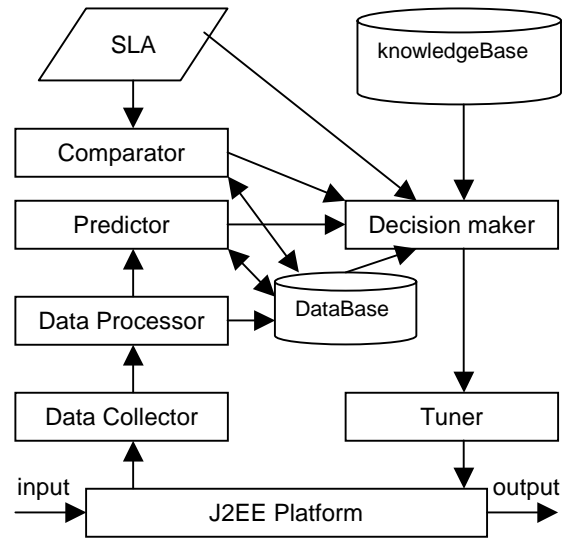 SLA
knowledgeBase
Comparator
Predictor
Decision maker
DataBase
Data Processor
Data Collector
Tuner
input
output
J2EE Platform